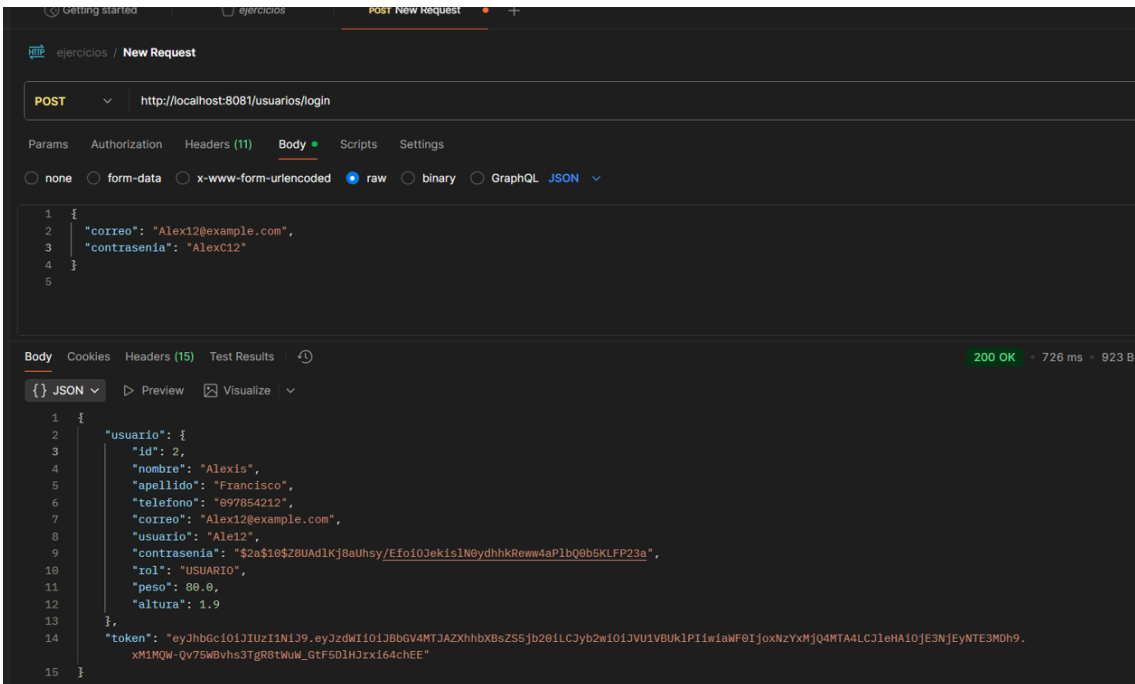 Getting started
ejercicios
POST New Request
HTTP ejercicios / New Request
POST http://localhost:8081/usuarios/login
Params Authorization Headers (11) Body Scripts Settings
none form-data x-www-form-urlencoded raw binary GraphQL JSON
1 {
2 "correo": "Alex12@example.com",
3 "contrasenia": "AlexC12"
4 }
5
Body Cookies Headers (15) Test Results 200 OK 726 ms 923 B
{} JSON Preview Visualize
1 {
2 "usuario": {
3 "id": 2,
4 "nombre": "Alexis",
5 "apellido": "Francisco",
6 "telefono": "097854212",
7 "correo": "Alex12@example.com",
8 "usuario": "Ale12",
9 "contrasenia": "$2a$10$Z8UAdlKj8aUhsy/EfoiOJekislN0ydhhkReww4aPlbQ0b5KLFP23a",
10 "rol": "USUARIO",
11 "peso": 80.0,
12 "altura": 1.9
13 },
14 "token": "eyJhbGciOiJIUzI1NiJ9.eyJzdWIiOiJBbGV4MTJAZXhhbXBsZS5jb20iLCJyb2wiOiJVU1VBUklPIiwiaWF0IjoxNzYxMjQ4MTA4LCJleHAiOjE3NjEyNTE3MDh9.
xM1MQW-Qv75WBvhs3TgR8tWuW_GtF5DlHJrxi64chEE"
15 }